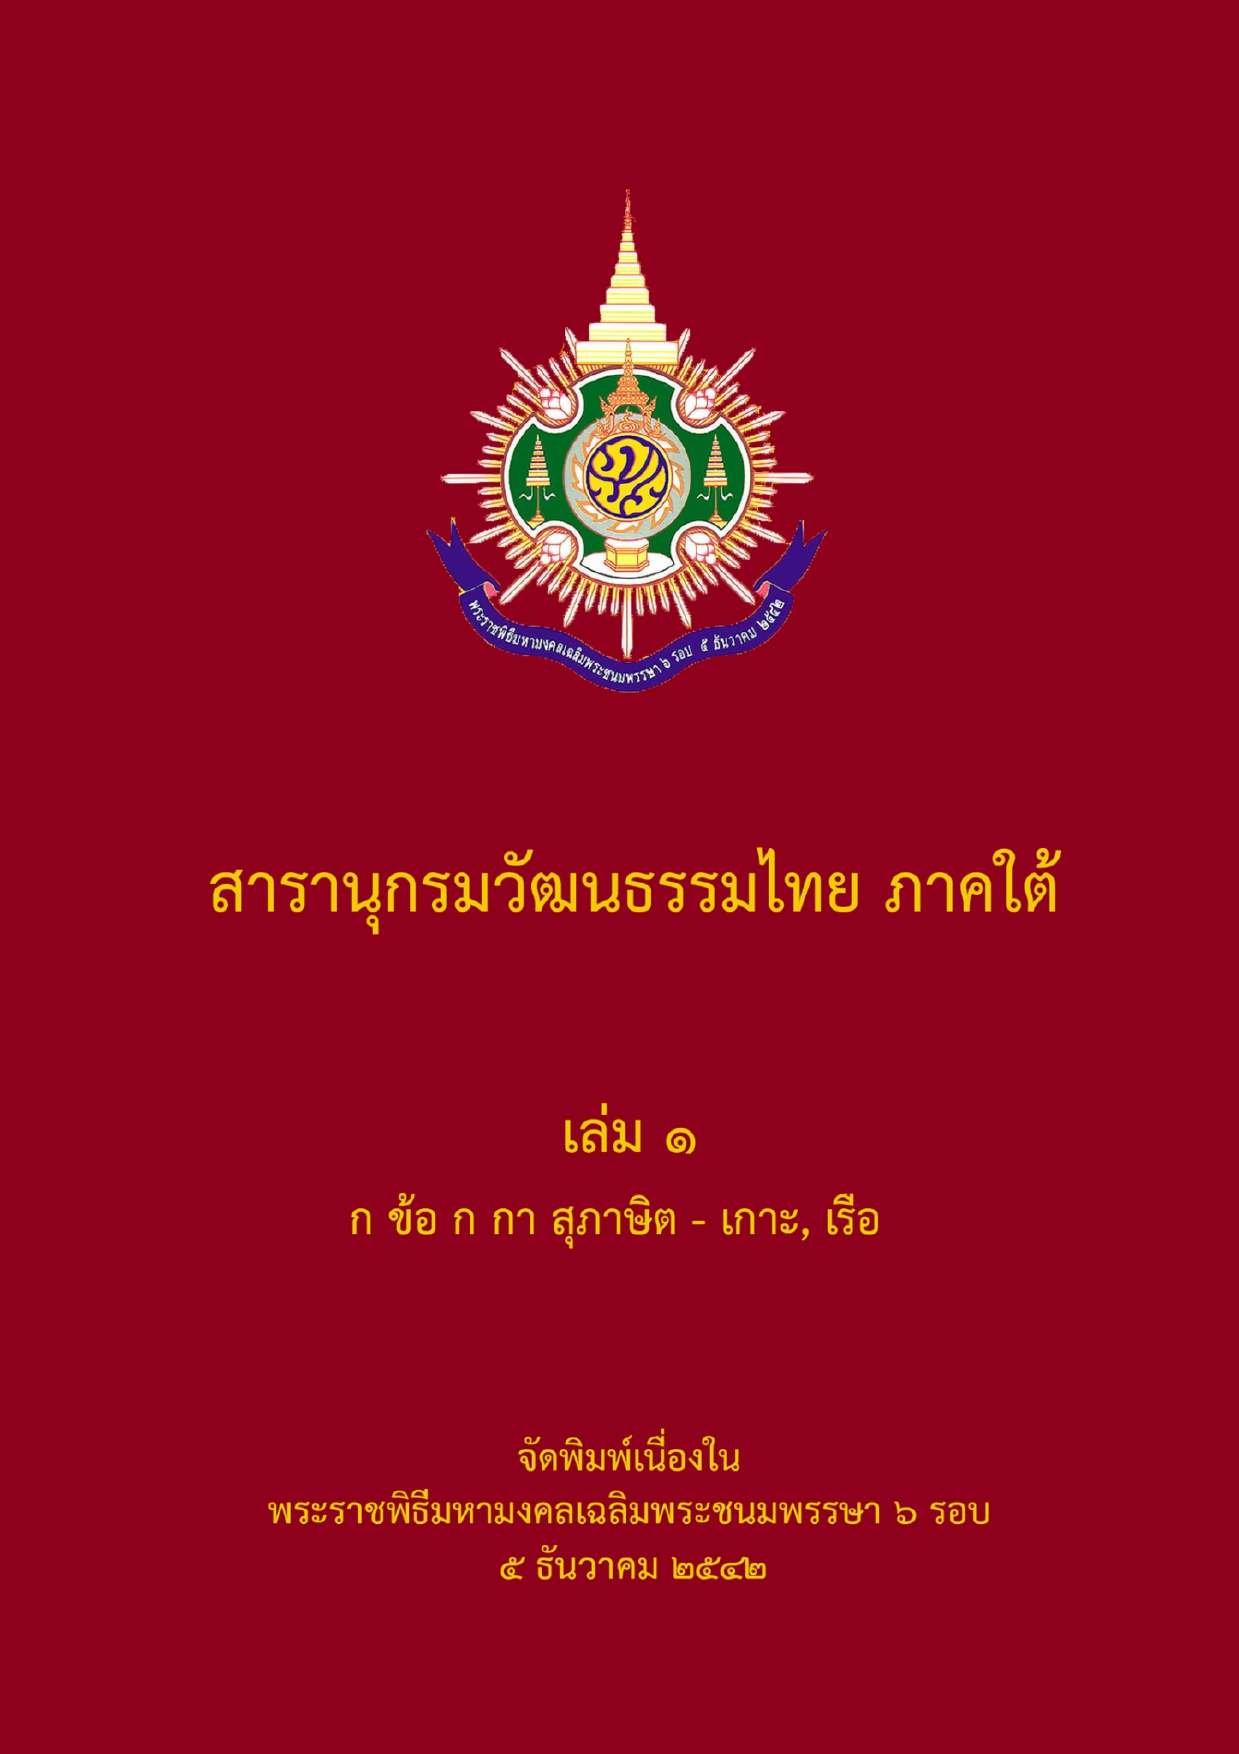 พระราชพิธีมหามงคลเฉลิมพระชนมพรรษา ๖ รอบ ๕ ธันวาคม ๒๕๔๒
สารานุกรมวัฒนธรรมไทย ภาคใต้
เล่ม ๑
ก ข้อ ก กา สุภาษิต - เกาะ, เรือ
จัดพิมพ์เนื่องใน
พระราชพิธีมหามงคลเฉลิมพระชนมพรรษา ๖ รอบ
๕ ธันวาคม ๒๕๔๒